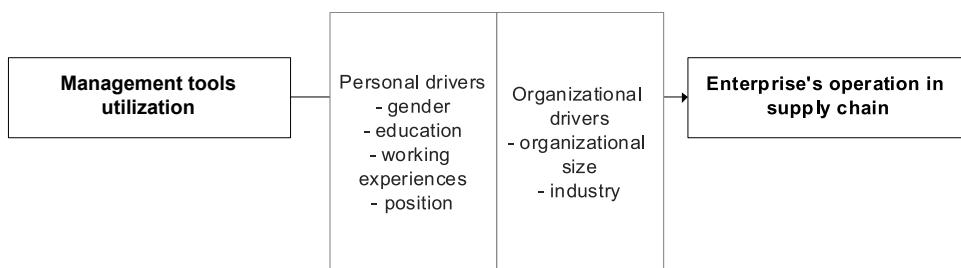 Management tools
utilization
Personal drivers
- gender
- education
- working
experiences
- position
Organizational
drivers
- organizational
size
- industry
Enterprise's operation in
supply chain